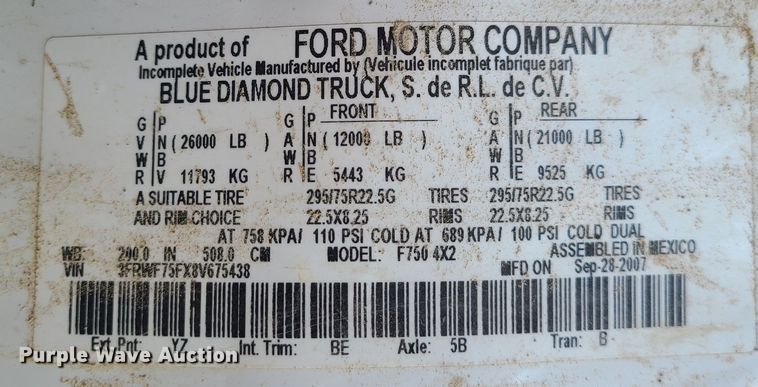 A product of FORD MOTOR COMPANY
Incomplete Vehicle Manufactured by (Vehicule incomplet fabrique par)
BLUE DIAMOND TRUCK, S. de R.L. de C.V.
FRONT REAR
G P G P G P
V N ( 26000 LB ) A N ( 12000 LB ) A N ( 21000 LB )
W B W B W B
R V 11793 KG R E 5443 KG R E 9525 KG
A SUITABLE TIRE 295/75R22.5G TIRES 295/75R22.5G TIRES
AND RIM CHOICE 22.5X8.25 RIMS 22.5X8.25 RIMS
AT 758 KPA/ 110 PSI COLD AT 689 KPA/ 100 PSI COLD DUAL
WB: 200.0 IN 508.0 CM MODEL: F750 4X2 ASSEMBLED IN MEXICO
VIN 3FRWF75FX8V675438 MFD ON Sep-28-2007
Ext. Pnt: YZ Int. Trim: BE Axle: 5B Tran: B
Purple Wave Auction